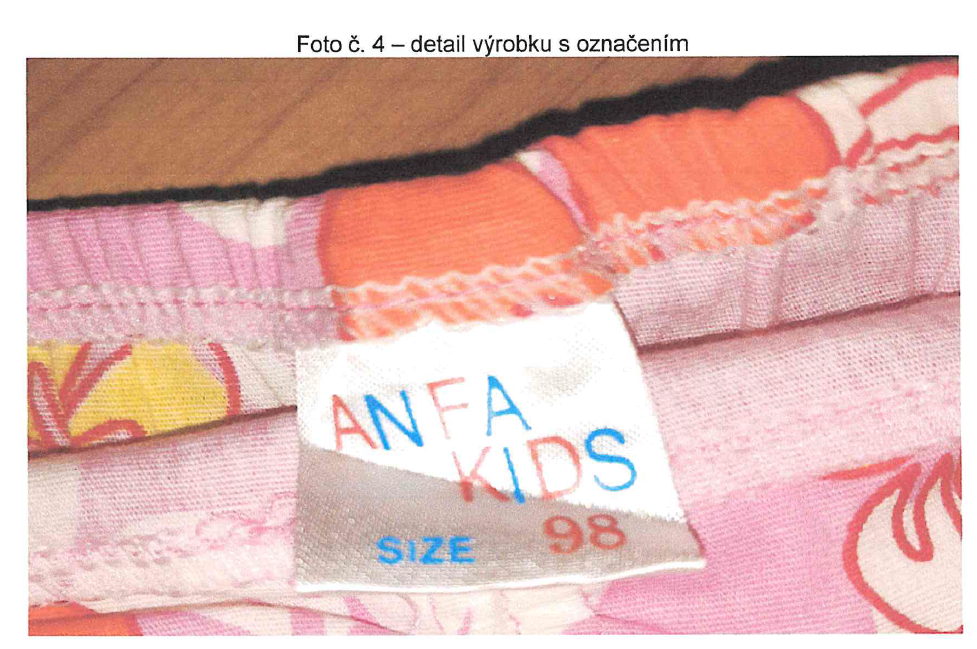 Foto č. 4 – detail výrobku s označením
ANFA
KIDS
SIZE 98